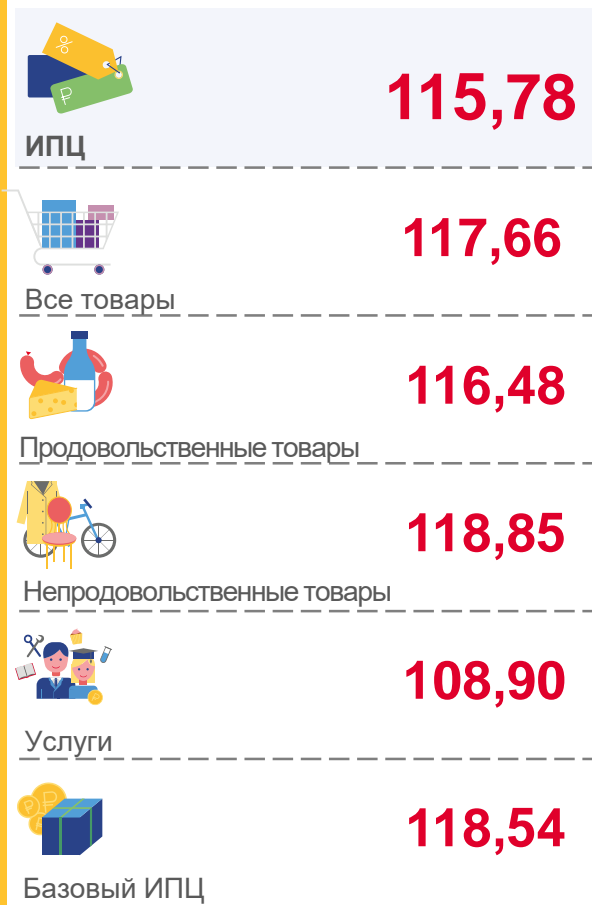 115,78
ИПЦ
117,66
Все товары
116,48
Продовольственные товары
118,85
Непродовольственные товары
108,90
Услуги
118,54
Базовый ИПЦ